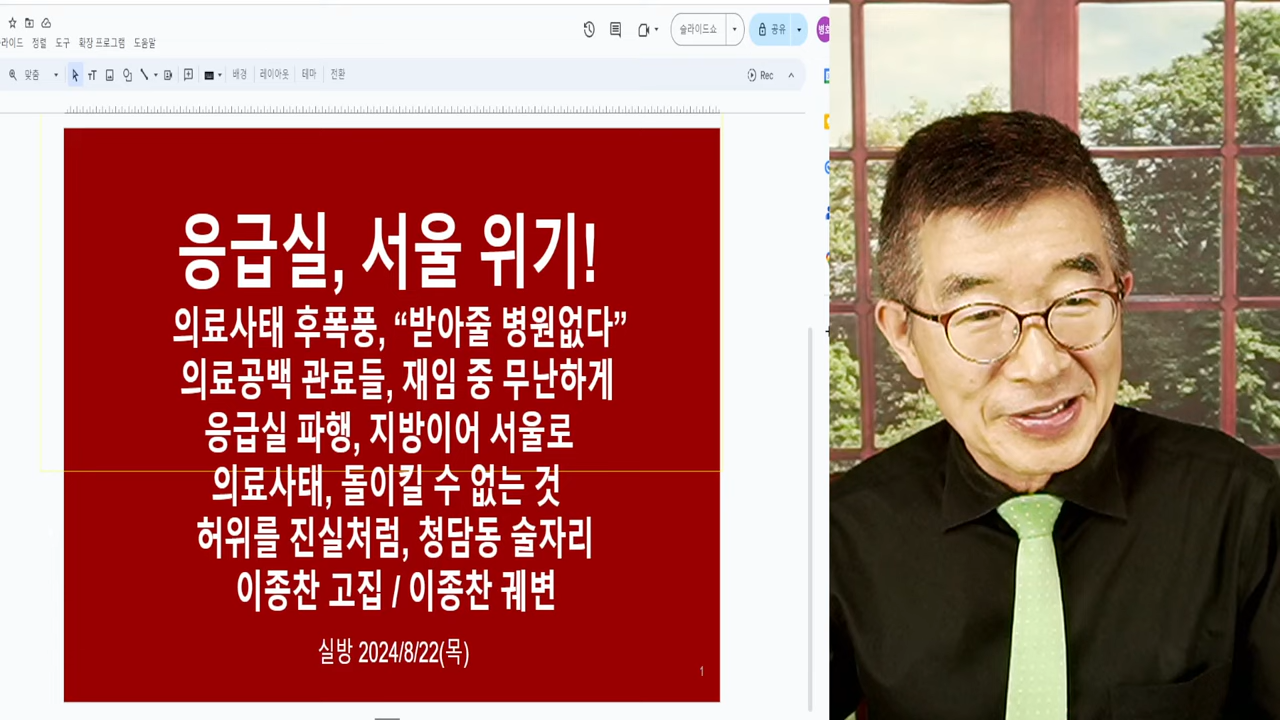 라이드 정렬 도구 확장 프로그램 도움말
슬라이드쇼
공유
맞춤
배경
레이아웃
테마
전환
Rec
응급실, 서울 위기!
의료사태 후폭풍, “받아줄 병원없다”
의료공백 관료들, 재임 중 무난하게
응급실 파행, 지방이어 서울로
의료사태, 돌이킬 수 없는 것
허위를 진실처럼, 청담동 술자리
이종찬 고집 / 이종찬 궤변
실방 2024/8/22(목)
1